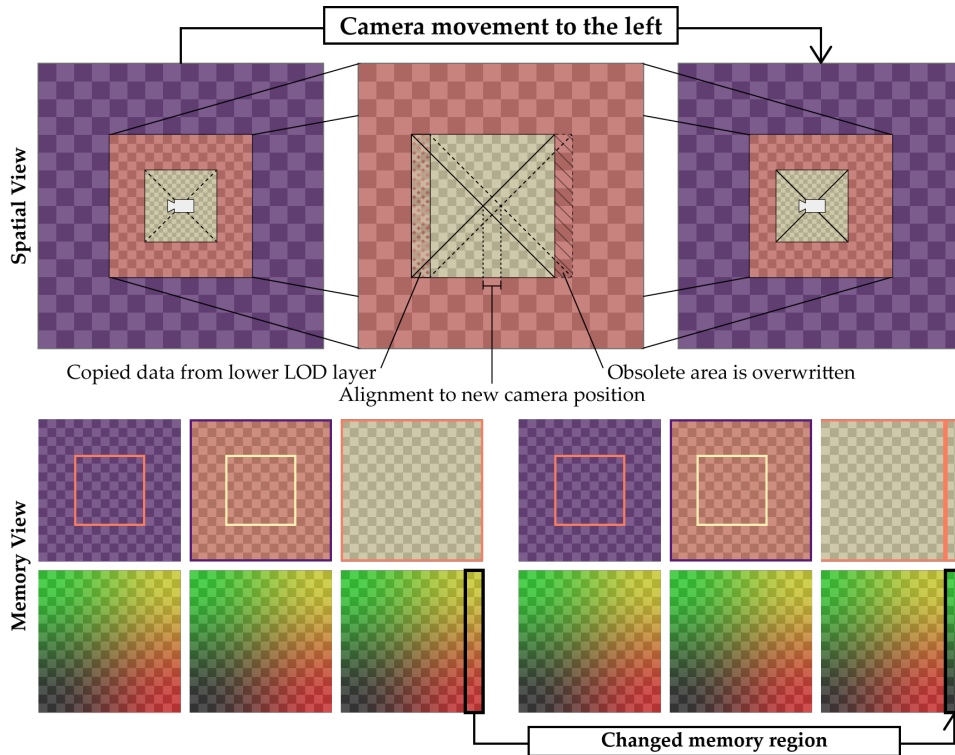 Camera movement to the left
Spatial View
Copied data from lower LOD layer
Obsolete area is overwritten
Alignment to new camera position
Memory View
Changed memory region